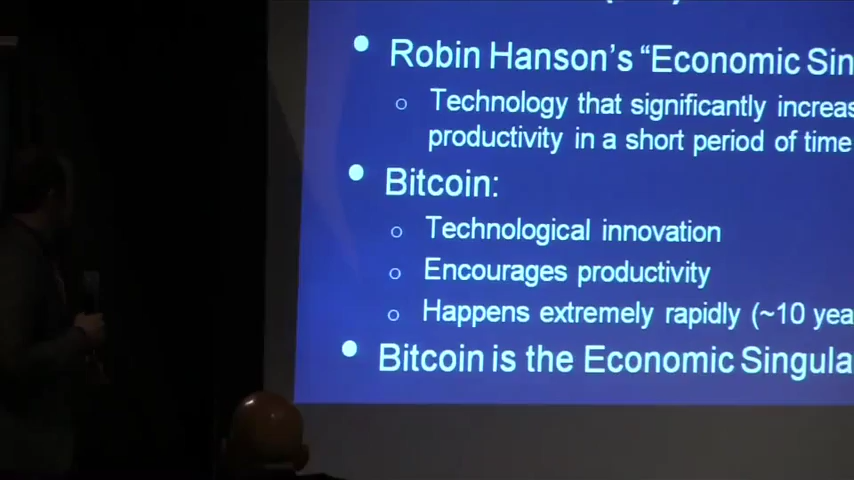 • Robin Hanson's "Economic Sin
o Technology that significantly increas
productivity in a short period of time
• Bitcoin:
o Technological innovation
o Encourages productivity
o Happens extremely rapidly (~10 yea
• Bitcoin is the Economic Singula